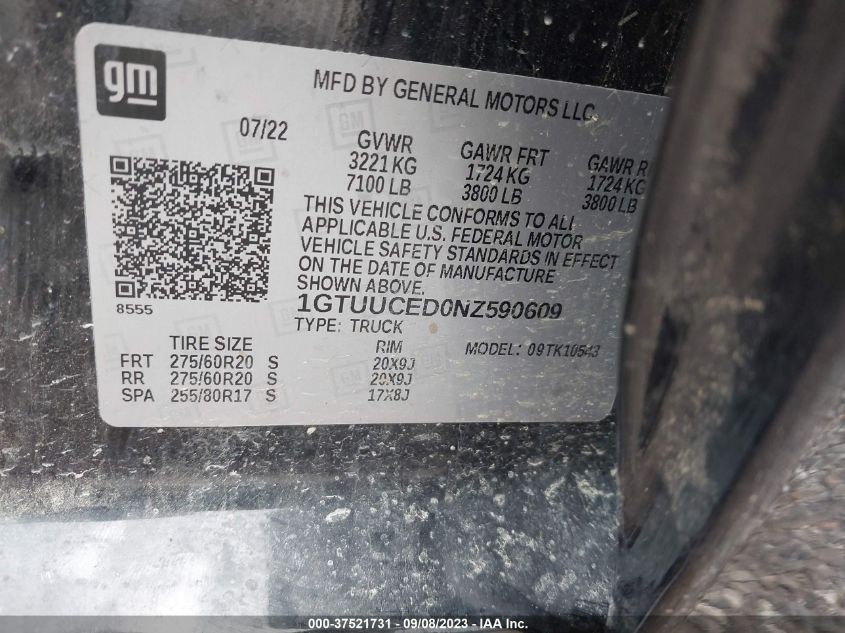 gm
MFD BY GENERAL MOTORS LLC.
07/22
GVWR GAWR FRT GAWR R
3221 KG 1724 KG 1724 KG
7100 LB 3800 LB 3800 LB
THIS VEHICLE CONFORMS TO ALL
APPLICABLE U.S. FEDERAL MOTOR
VEHICLE SAFETY STANDARDS IN EFFECT
ON THE DATE OF MANUFACTURE
SHOWN ABOVE.
8555
1GTUUCED0NZ590609
TYPE: TRUCK
TIRE SIZE RIM MODEL: 09TK10543
FRT 275/60R20 S 20X9J
RR 275/60R20 S 20X9J
SPA 255/80R17 S 17X8J
000-37521731 - 09/08/2023 - IAA Inc.